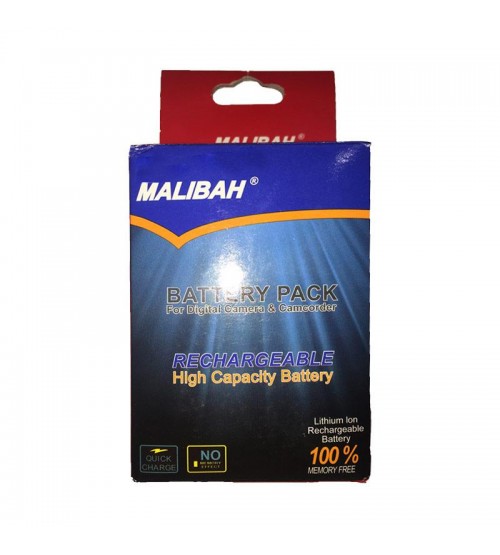 MALIBAH
MALIBAH ®
BATTERY PACK
For Digital Camera & Camcorder
RECHARGEABLE
High Capacity Battery
Lithium Ion
Rechargeable
Battery
100 %
MEMORY FREE
QUICK
CHARGE
NO
EFFECT